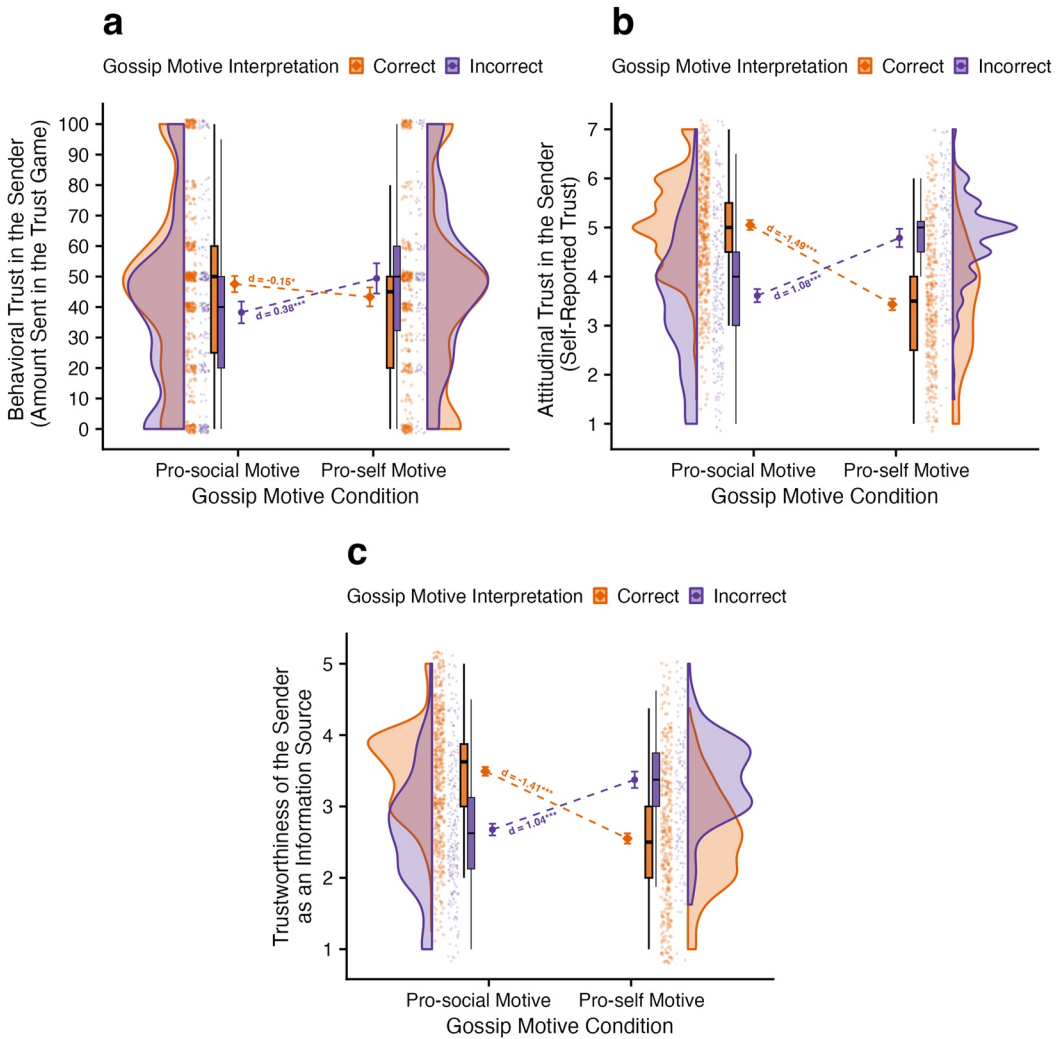 a
Gossip Motive Interpretation Correct Incorrect
Behavioral Trust in the Sender
(Amount Sent in the Trust Game)
100
90
80
70
60
50
40
30
20
10
0
d = -0.15*
d = 0.38***
Pro-social Motive Pro-self Motive
Gossip Motive Condition
b
Gossip Motive Interpretation Correct Incorrect
Attitudinal Trust in the Sender
(Self-Reported Trust)
7
6
5
4
3
2
1
d = -1.49***
d = 1.08***
Pro-social Motive Pro-self Motive
Gossip Motive Condition
c
Gossip Motive Interpretation Correct Incorrect
Trustworthiness of the Sender
as an Information Source
5
4
3
2
1
d = -1.41***
d = 1.04***
Pro-social Motive Pro-self Motive
Gossip Motive Condition